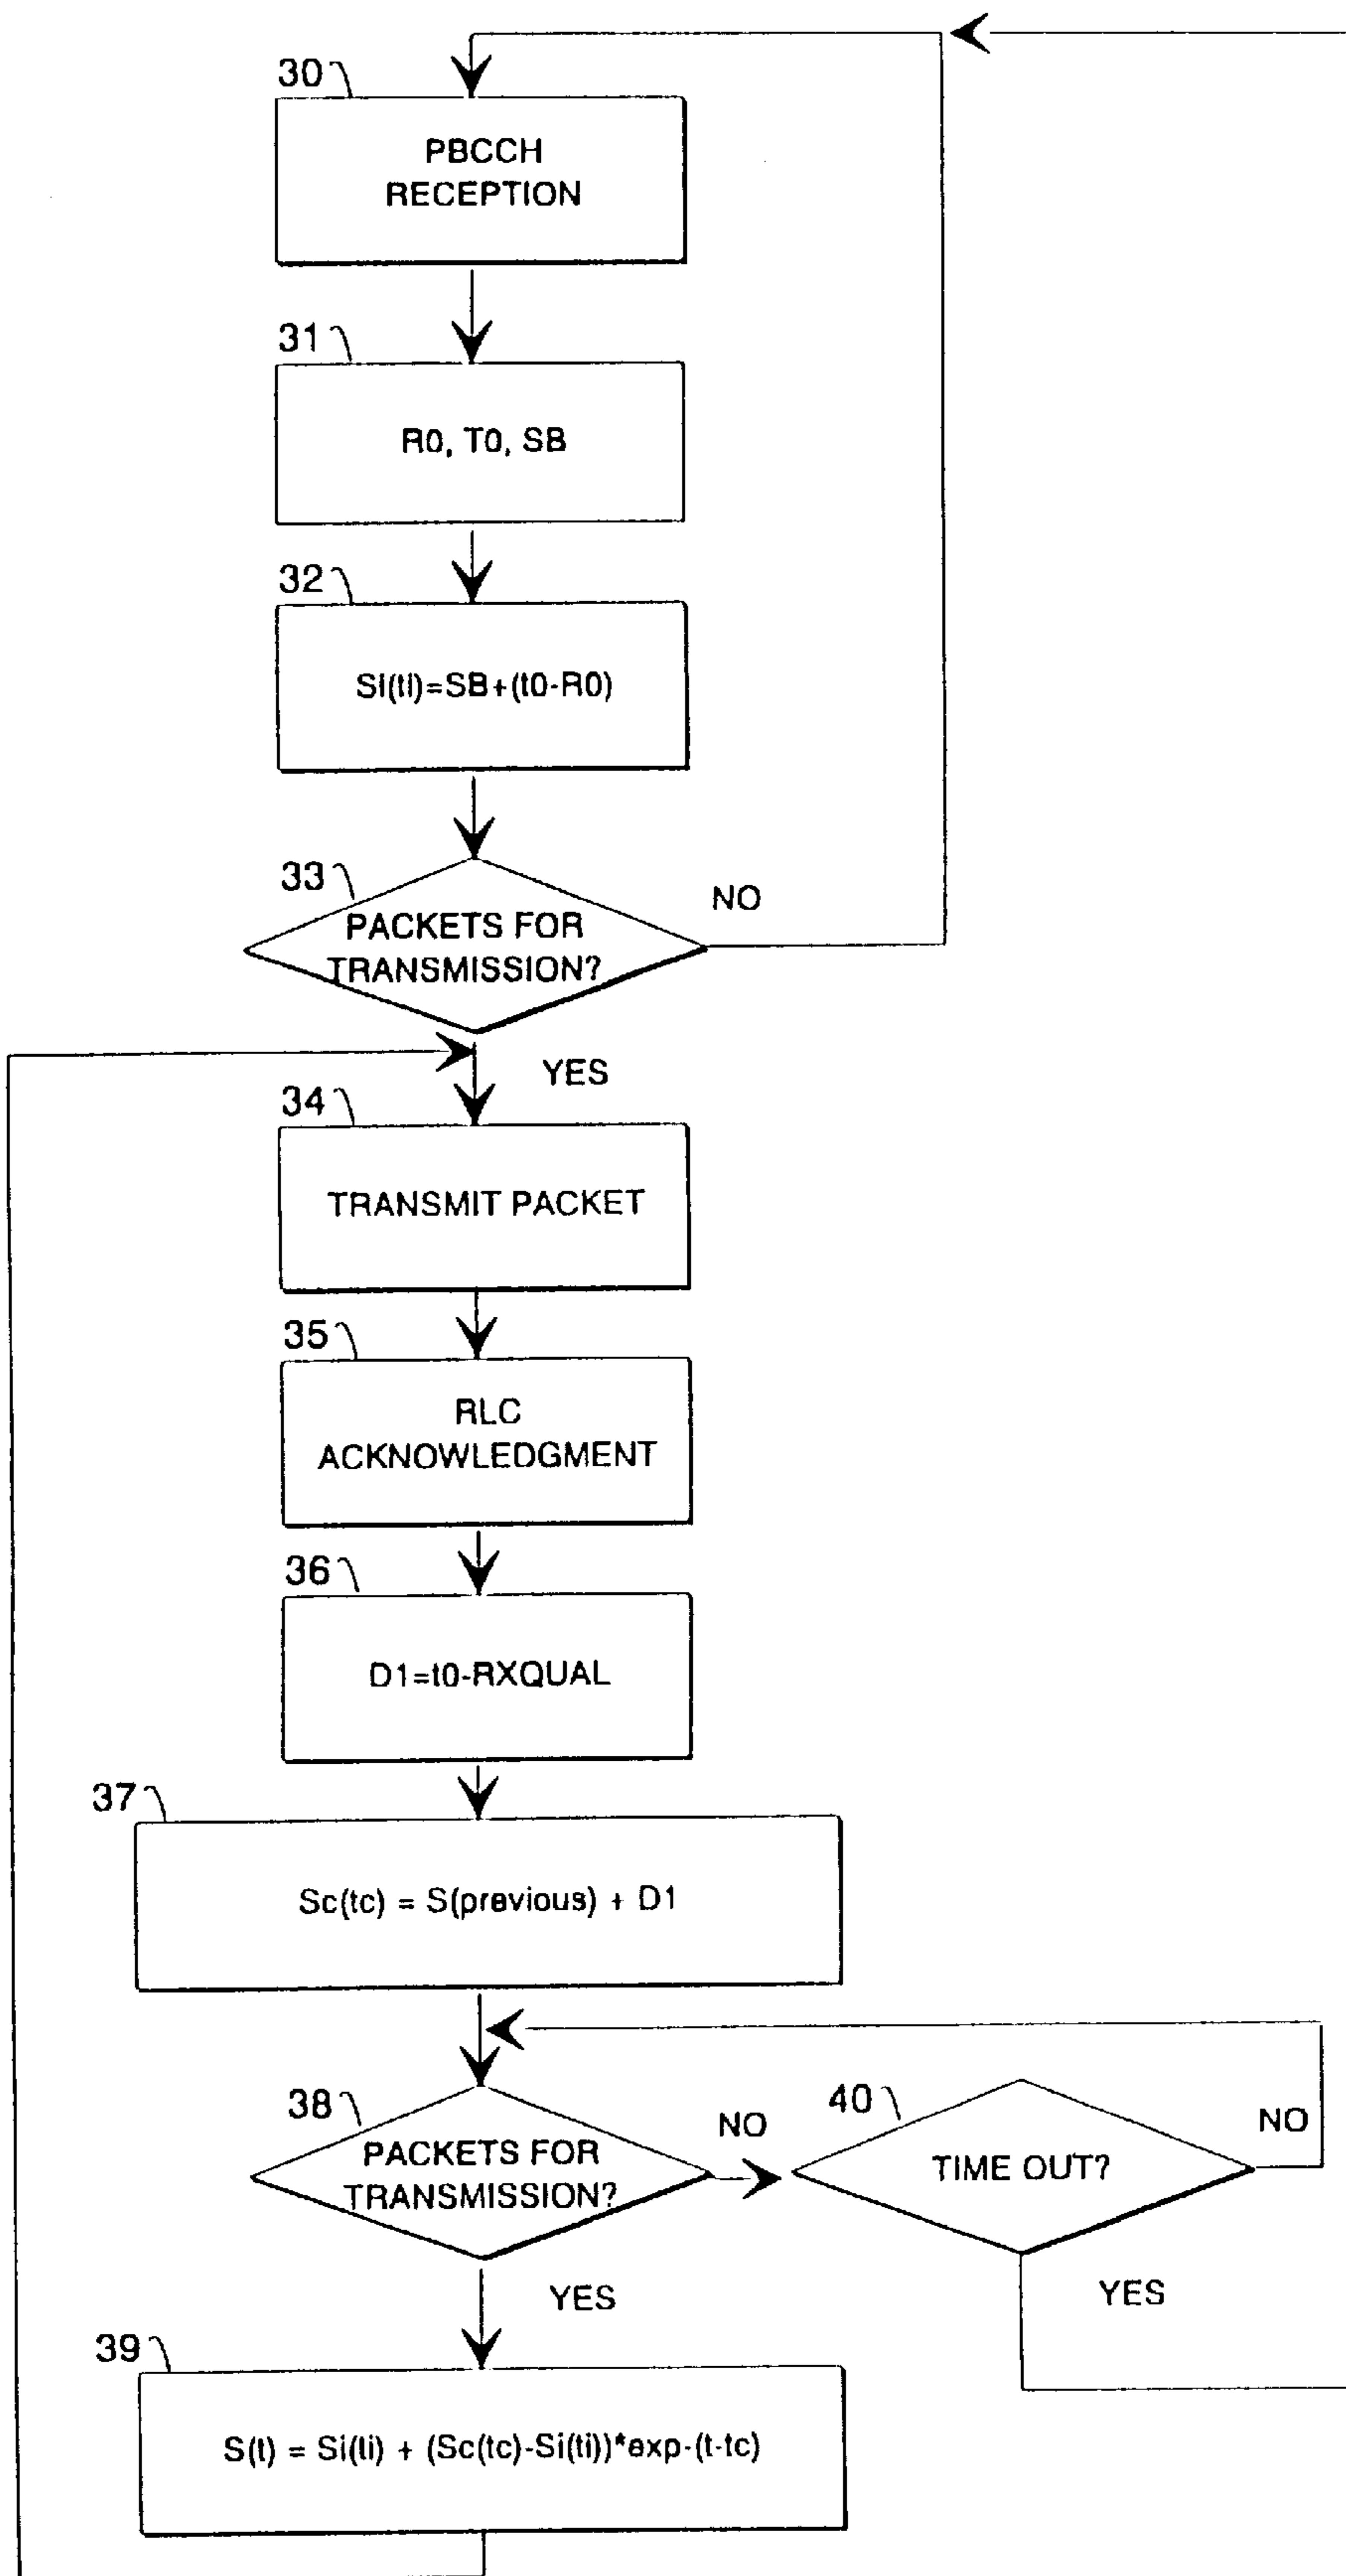 30
PBCCH
RECEPTION
31
R0, T0, SB
32
Si(ti)=SB+(t0-R0)
33
PACKETS FOR
TRANSMISSION?
NO
YES
34
TRANSMIT PACKET
35
RLC
ACKNOWLEDGMENT
36
D1=t0-RXQUAL
37
Sc(tc) = S(previous) + D1
38
PACKETS FOR
TRANSMISSION?
NO
40
TIME OUT?
NO
YES
YES
39
S(t) = Si(ti) + (Sc(tc)-Si(ti))*exp-(t-tc)